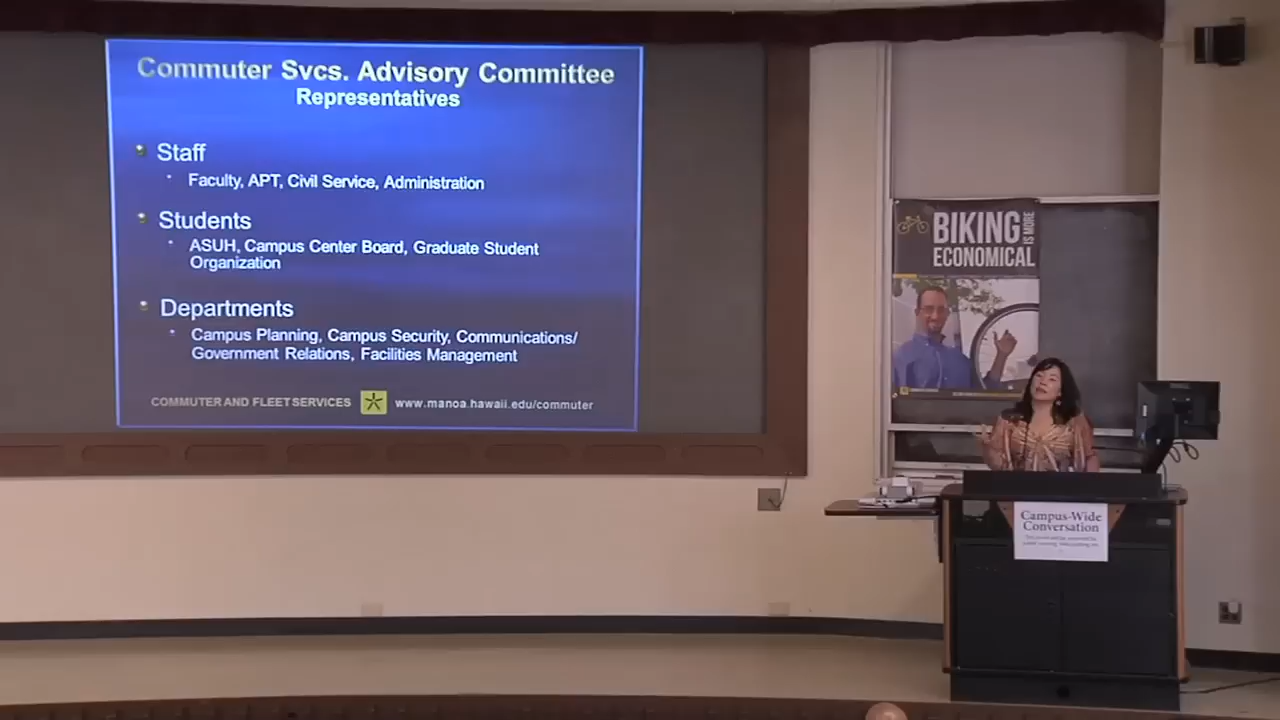 Commuter Svcs. Advisory Committee
Representatives
Staff
Faculty, APT, Civil Service, Administration
Students
ASUH, Campus Center Board, Graduate Student
Organization
Departments
Campus Planning, Campus Security, Communications/
Government Relations, Facilities Management
COMMUTER AND FLEET SERVICES www.manoa.hawaii.edu/commuter
BIKING
IS MORE
ECONOMICAL
Campus-Wide
Conversation